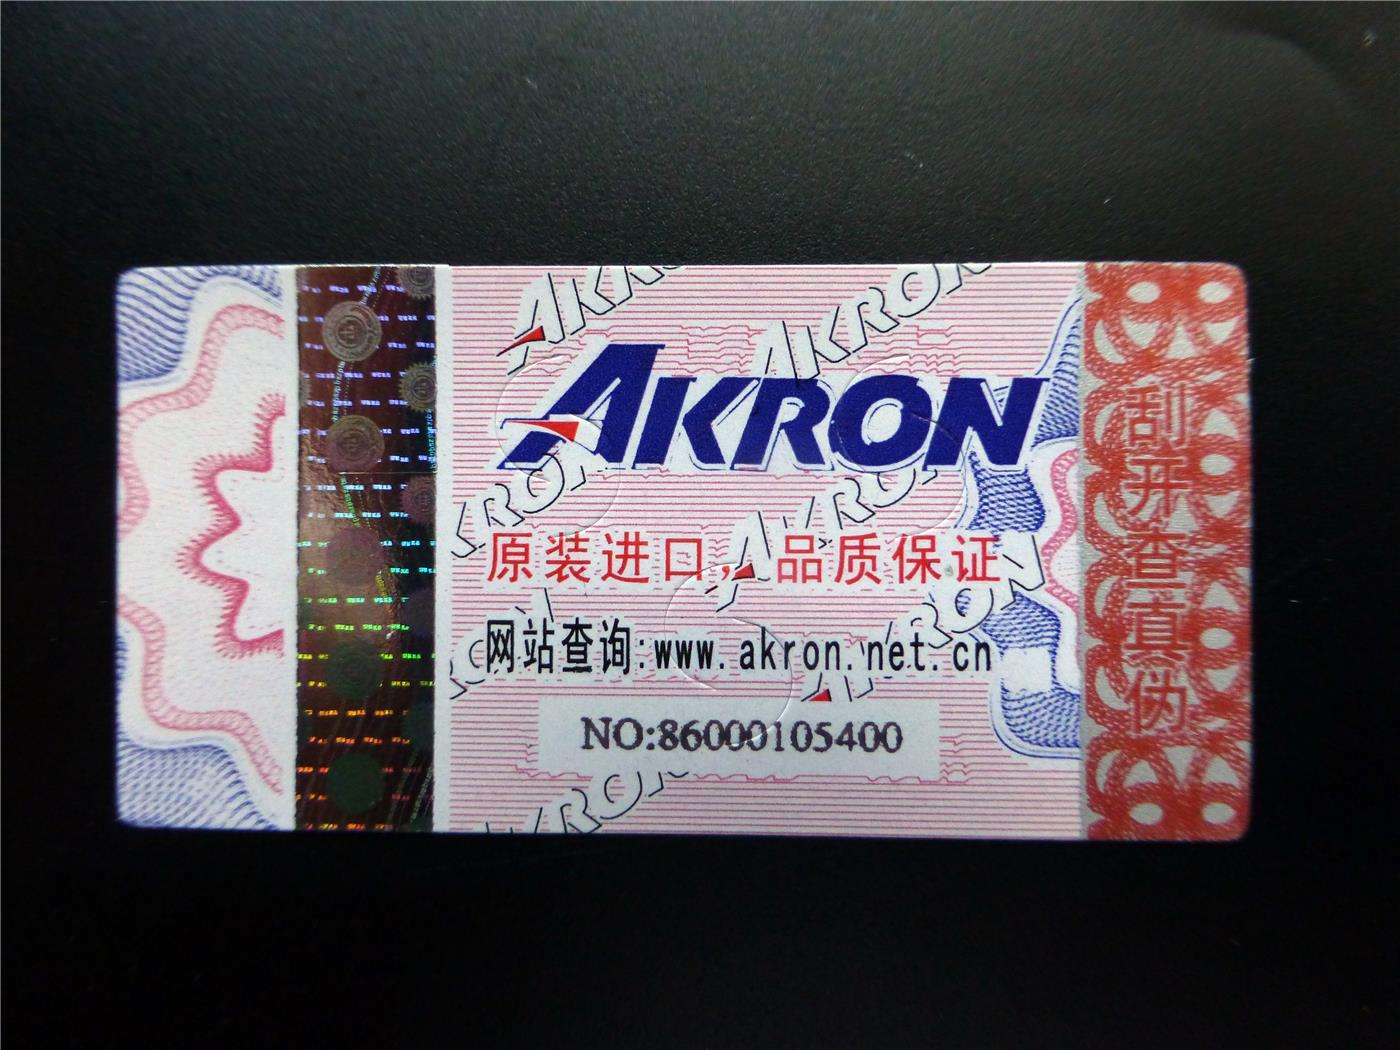 AKRON
原装进口，品质保证
网站查询:www.akron.net.cn
NO:86000105400
刮开查真伪